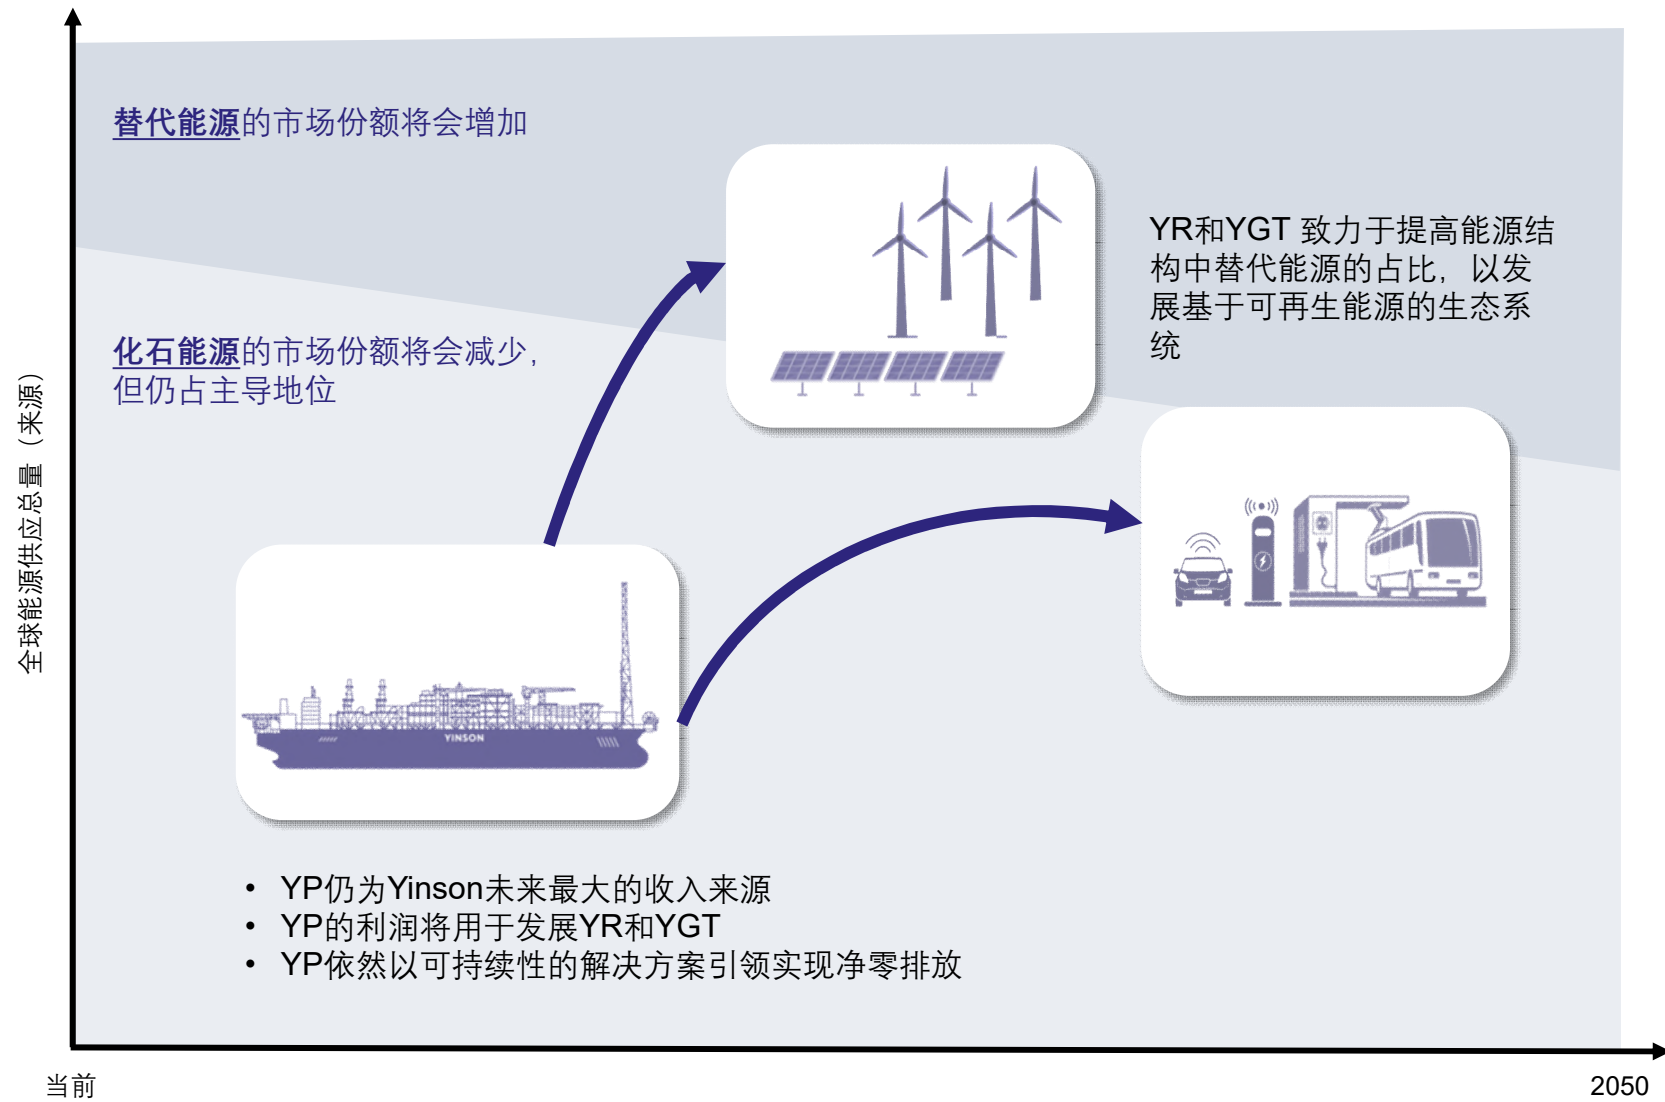 替代能源的市场份额将会增加
YR和YGT 致力于提高能源结
构中替代能源的占比，以发
展基于可再生能源的生态系
统
化石能源的市场份额将会减少，
但仍占主导地位
全球能源供应总量（来源）
YINSON
• YP仍为Yinson未来最大的收入来源
• YP的利润将用于发展YR和YGT
• YP依然以可持续性的解决方案引领实现净零排放
当前
2050